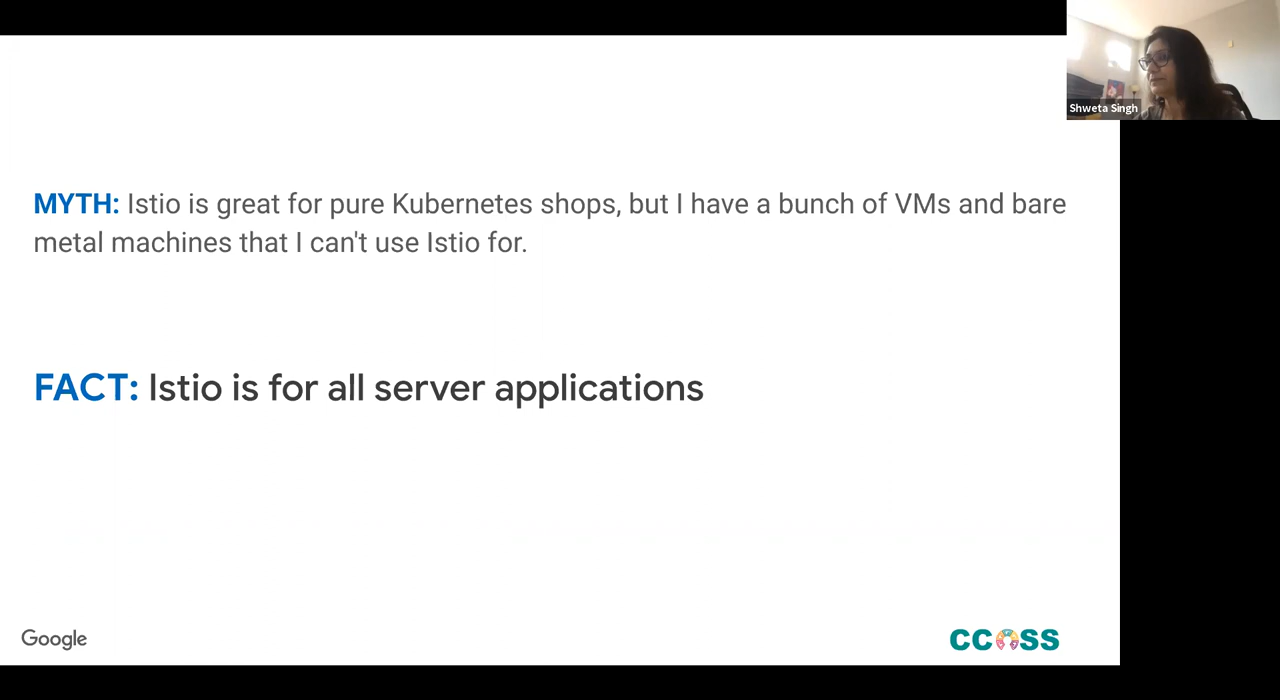 Shweta Singh
MYTH: Istio is great for pure Kubernetes shops, but I have a bunch of VMs and bare
metal machines that I can't use Istio for.
FACT: Istio is for all server applications
Google
CCOSS